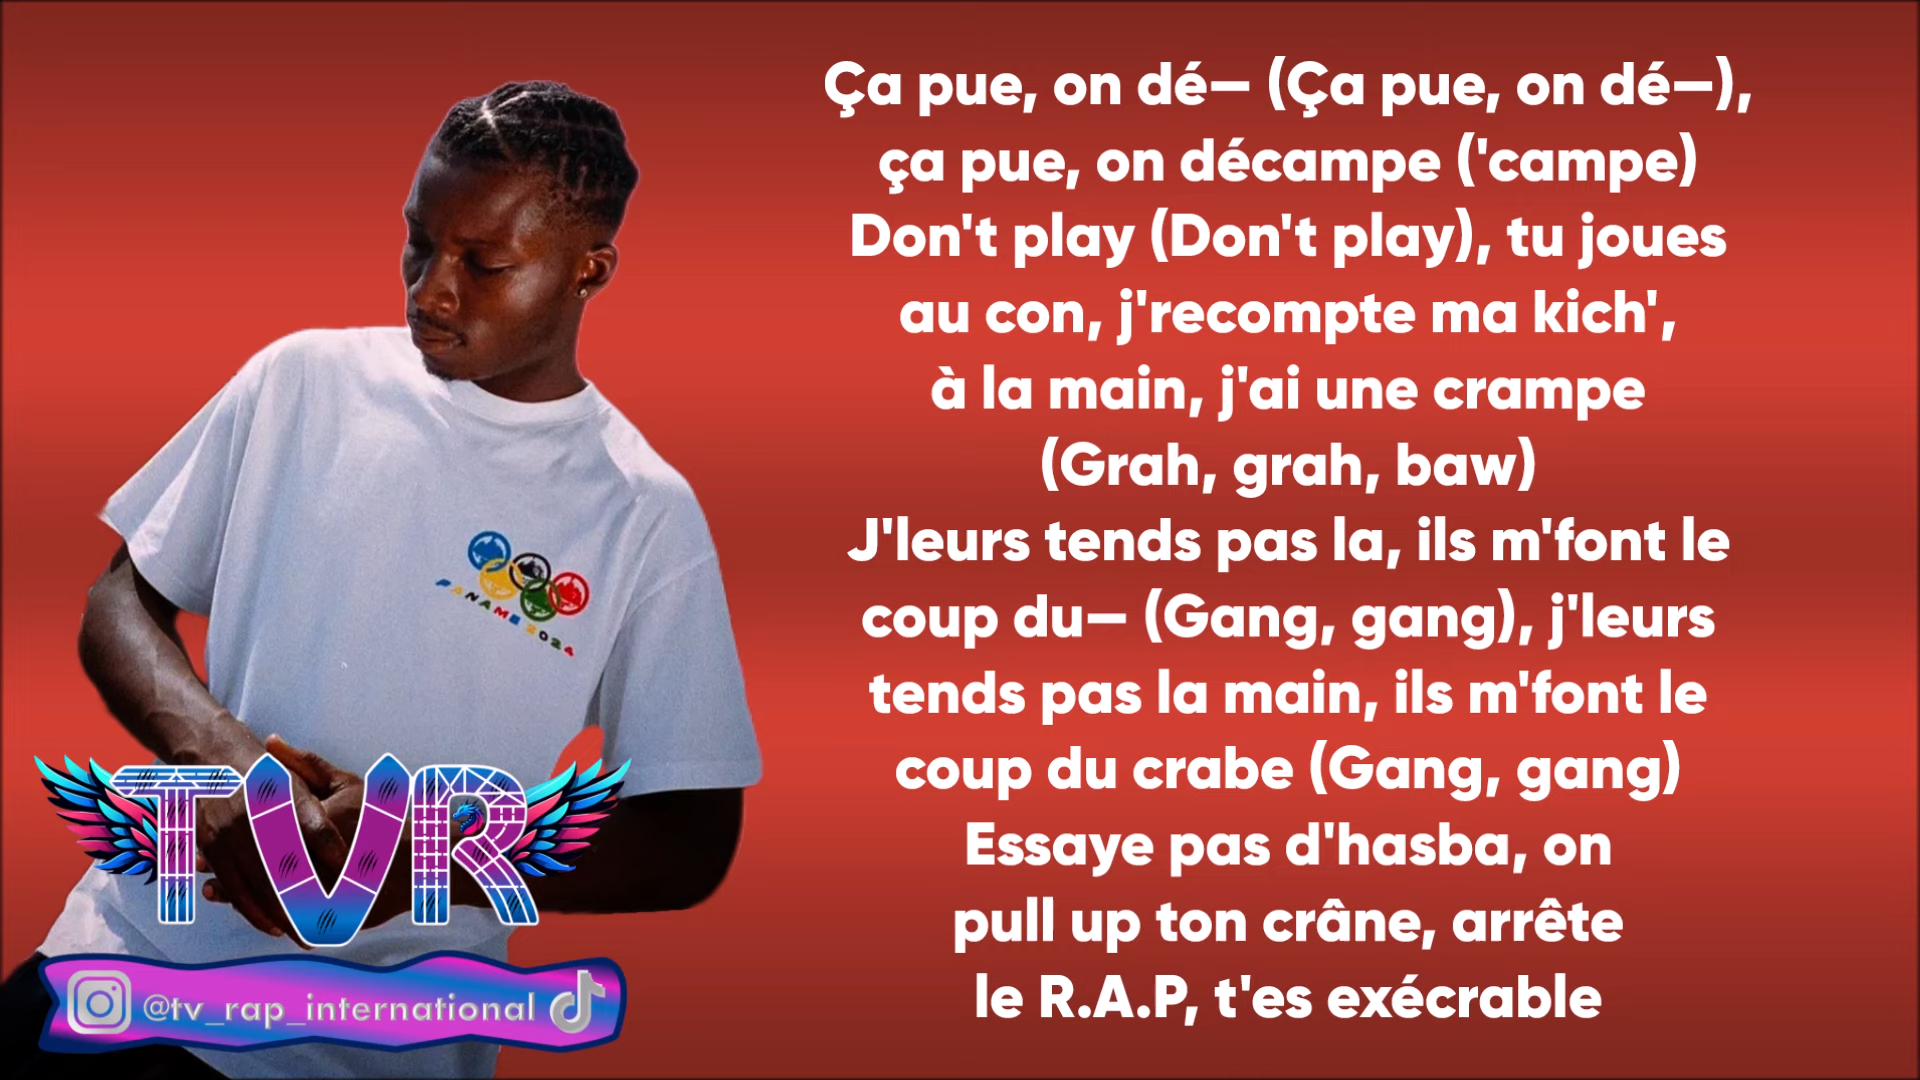 Ça pue, on dé— (Ça pue, on dé—),
ça pue, on décampe ('campe)
Don't play (Don't play), tu joues
au con, j'recompte ma kich',
à la main, j'ai une crampe
(Grah, grah, baw)
J'leurs tends pas la, ils m'font le
coup du— (Gang, gang), j'leurs
tends pas la main, ils m'font le
coup du crabe (Gang, gang)
Essaye pas d'hasba, on
pull up ton crâne, arrête
le R.A.P, t'es exécrable
PANAME 2024
TVR
@tv_rap_international